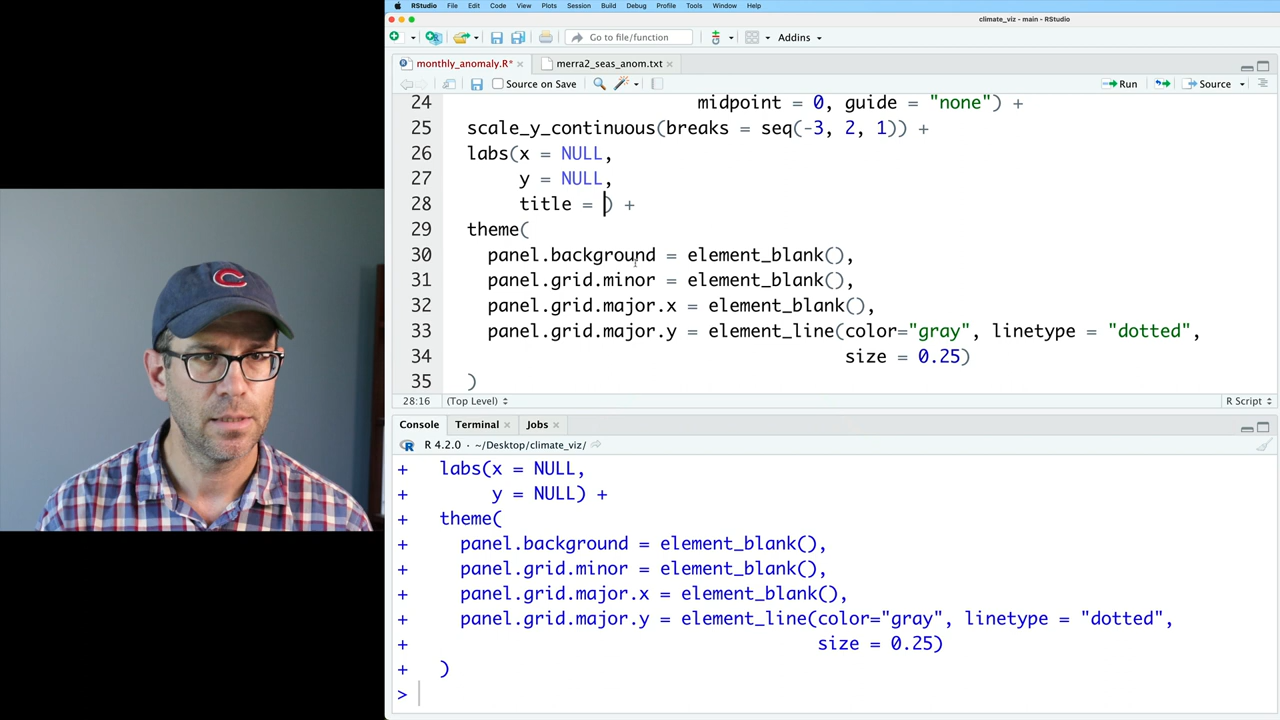 RStudio File Edit Code View Plots Session Build Debug Profile Tools Window Help
climate_viz - main - RStudio
Go to file/function Addins
monthly_anomaly.R* merra2_seas_anom.txt
Source on Save Run Source
24 midpoint = 0, guide = "none") +
25 scale_y_continuous(breaks = seq(-3, 2, 1)) +
26 labs(x = NULL,
27 y = NULL,
28 title = ) +
29 theme(
30 panel.background = element_blank(),
31 panel.grid.minor = element_blank(),
32 panel.grid.major.x = element_blank(),
33 panel.grid.major.y = element_line(color="gray", linetype = "dotted",
34 size = 0.25)
35 )
28:16 (Top Level) R Script
Console Terminal Jobs
R 4.2.0 · ~/Desktop/climate_viz/
+ labs(x = NULL,
+ y = NULL) +
+ theme(
+ panel.background = element_blank(),
+ panel.grid.minor = element_blank(),
+ panel.grid.major.x = element_blank(),
+ panel.grid.major.y = element_line(color="gray", linetype = "dotted",
+ size = 0.25)
+ )
>
C